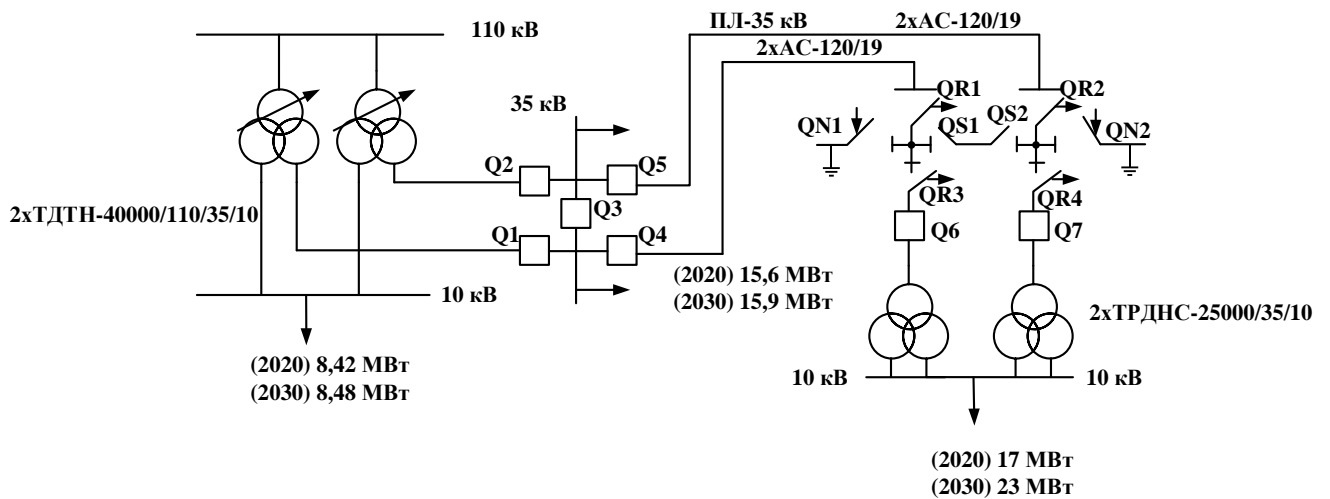 110 кВ
ПЛ-35 кВ
2хАС-120/19
2хАС-120/19
35 кВ
QR1
QR2
QN1
QS1
QS2
QN2
Q2
Q5
Q3
QR3
QR4
2хТДТН-40000/110/35/10
Q1
Q4
Q6
Q7
(2020) 15,6 МВт
(2030) 15,9 МВт
10 кВ
2хТРДНС-25000/35/10
(2020) 8,42 МВт
(2030) 8,48 МВт
10 кВ
10 кВ
(2020) 17 МВт
(2030) 23 МВт